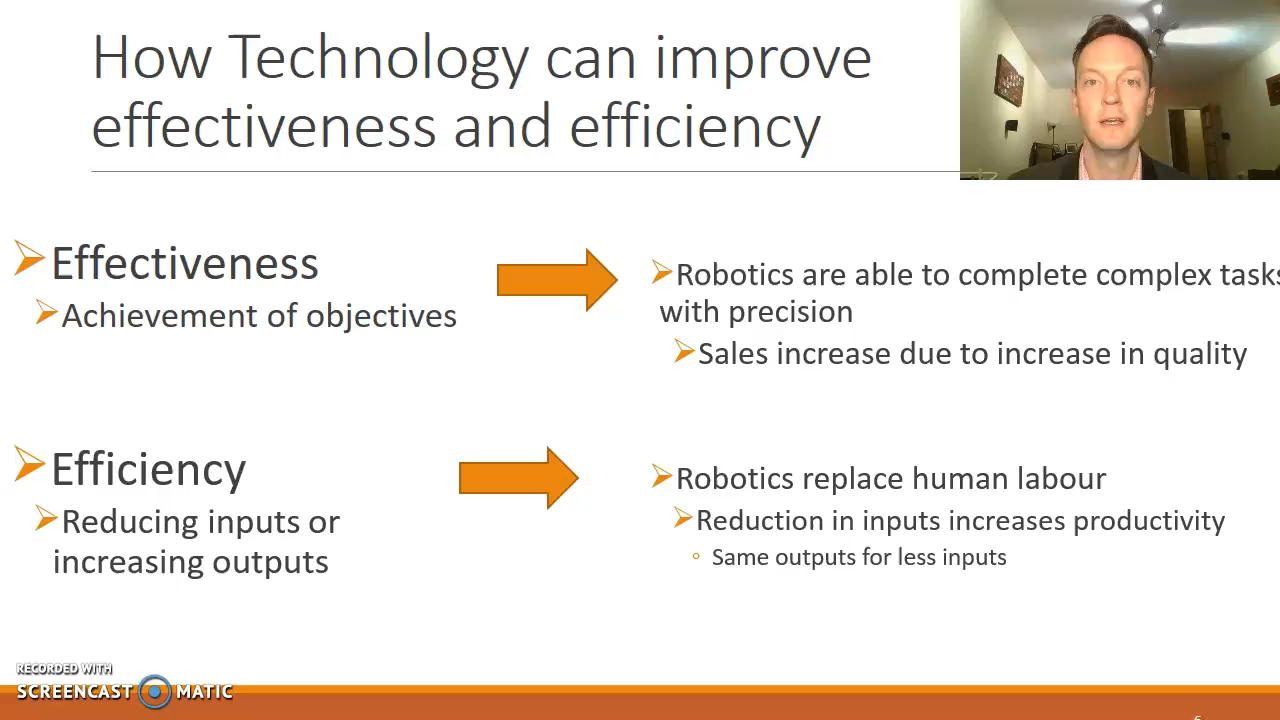 How Technology can improve
effectiveness and efficiency
Effectiveness
Achievement of objectives
Robotics are able to complete complex tasks
with precision
Sales increase due to increase in quality
Efficiency
Reducing inputs or
increasing outputs
Robotics replace human labour
Reduction in inputs increases productivity
Same outputs for less inputs
RECORDED WITH
SCREENCAST MATIC